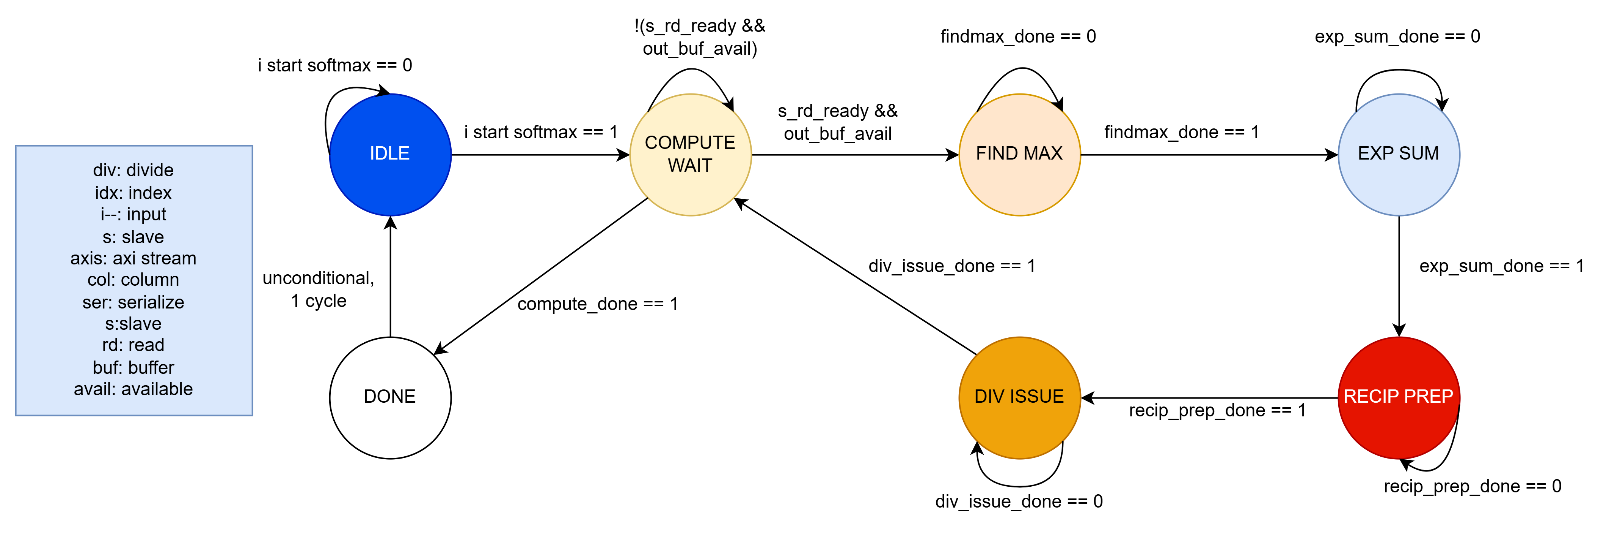 !(s_rd_ready &&
out_buf_avail)
findmax_done == 0
exp_sum_done == 0
i start softmax == 0
i start softmax == 1
s_rd_ready &&
out_buf_avail
findmax_done == 1
IDLE
COMPUTE
WAIT
FIND MAX
EXP SUM
div: divide
idx: index
i--: input
s: slave
axis: axi stream
col: column
ser: serialize
s:slave
rd: read
buf: buffer
avail: available
unconditional,
1 cycle
compute_done == 1
div_issue_done == 1
exp_sum_done == 1
DONE
DIV ISSUE
recip_prep_done == 1
RECIP PREP
div_issue_done == 0
recip_prep_done == 0